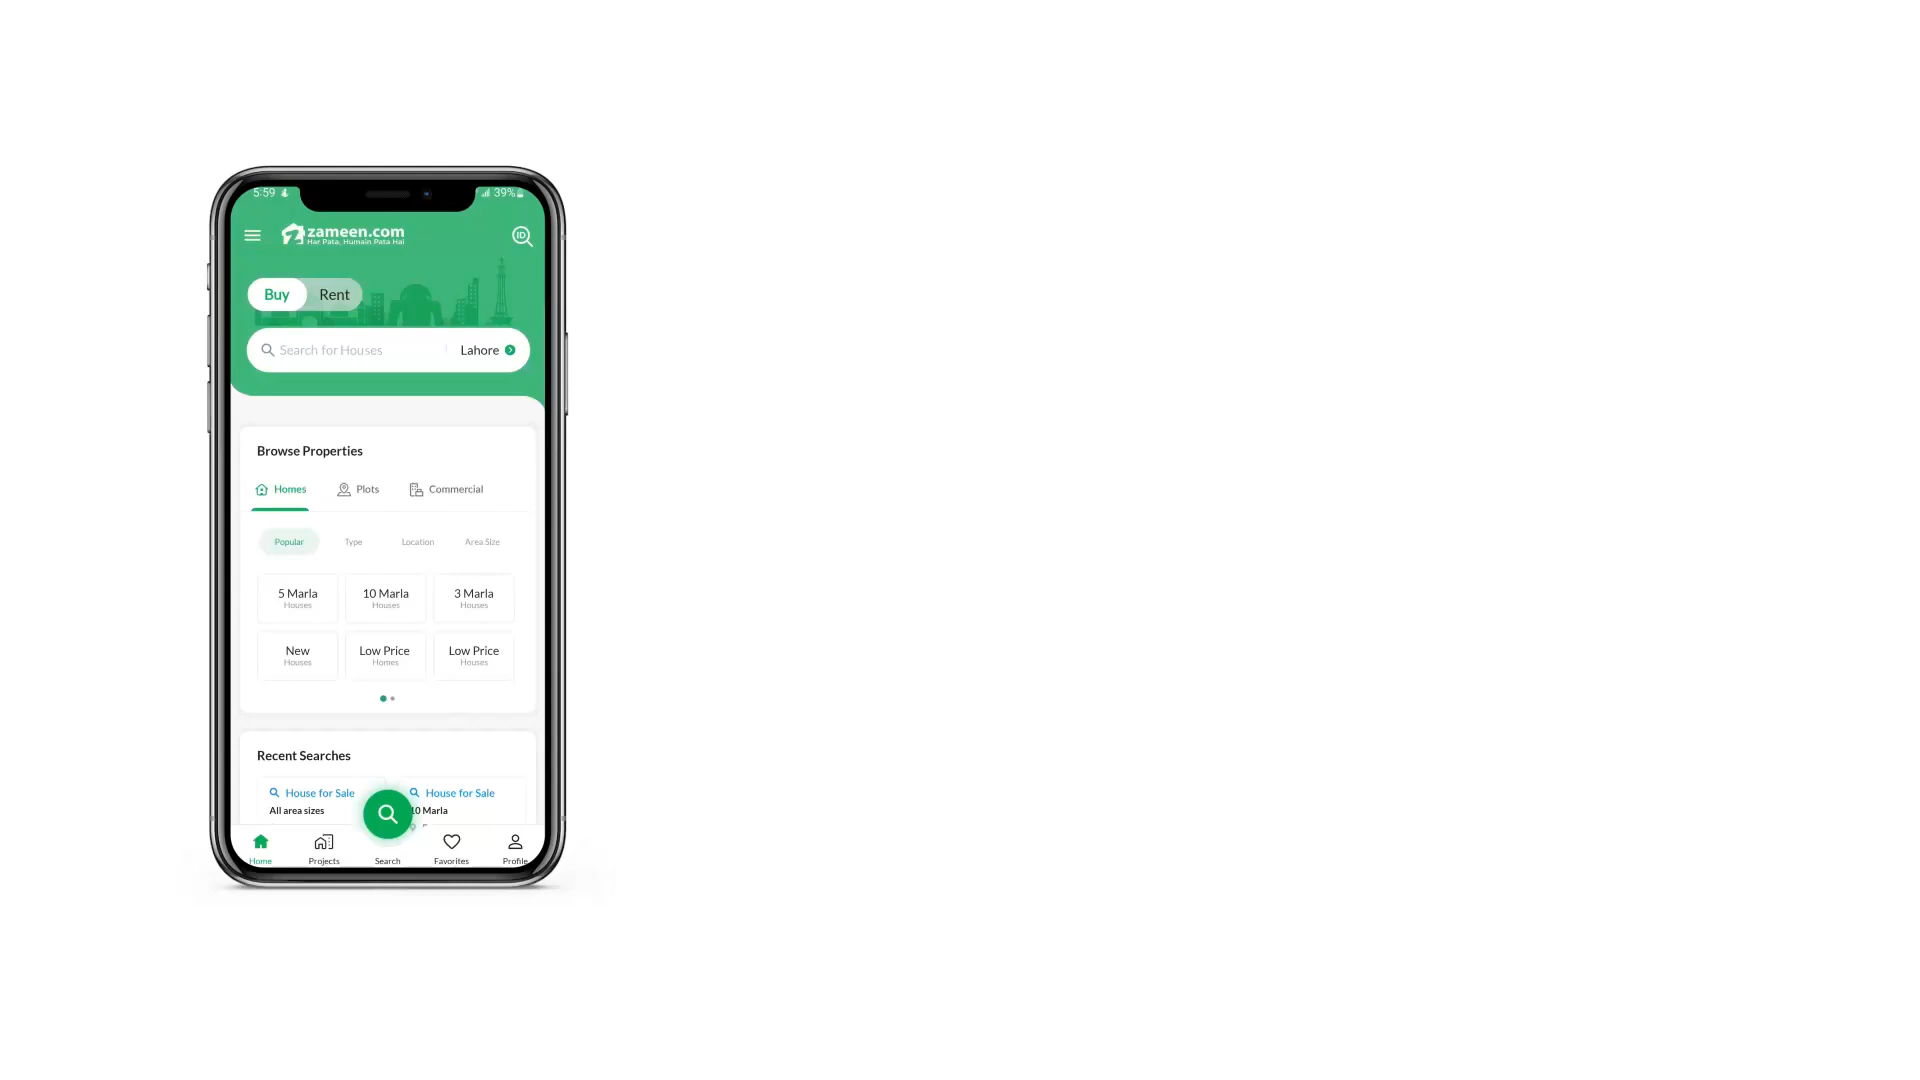 5:59 39%
zameen.com
Har Pata, Humain Pata Hai
ID
Buy Rent
Search for Houses Lahore
Browse Properties
Homes Plots Commercial
Popular Type Location Area Size
5 Marla 10 Marla 3 Marla
Houses Houses Houses
New Low Price Low Price
Houses Homes Houses
Recent Searches
House for Sale House for Sale
All area sizes 10 Marla
Home Projects Search Favorites Profile